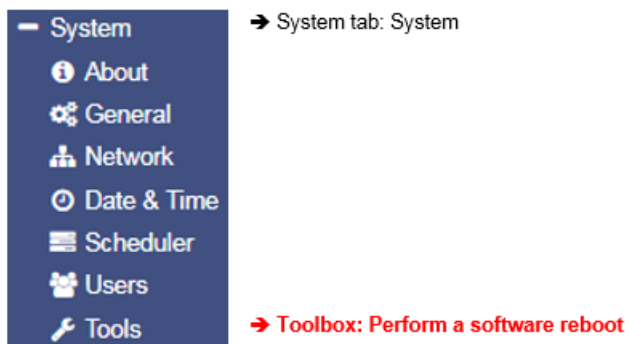 System ➔ System tab: System
About
General
Network
Date & Time
Scheduler
Users
Tools ➔ Toolbox: Perform a software reboot